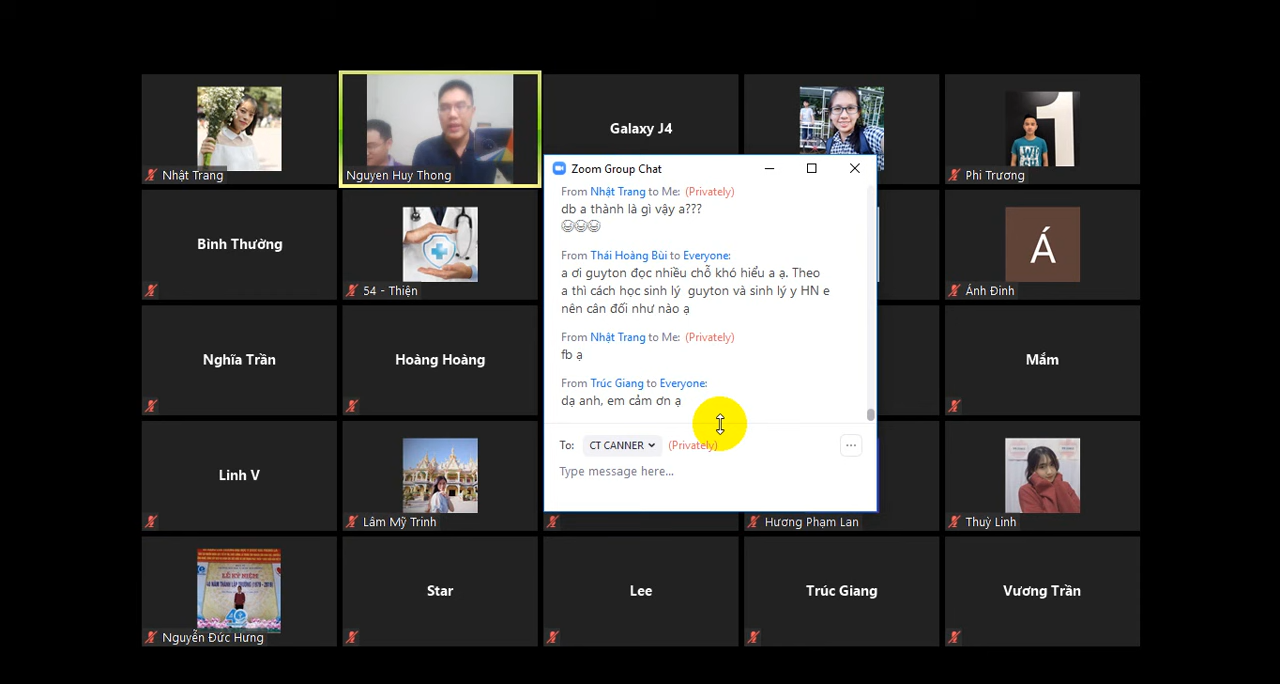 Nhật Trang
Nguyen Huy Thong
Galaxy J4
1
Phi Trương
Zoom Group Chat
From Nhật Trang to Me: (Privately)
db a thành là gì vậy a???
From Thái Hoàng Bùi to Everyone:
a ơi guyton đọc nhiều chỗ khó hiểu a ạ. Theo
a thì cách học sinh lý guyton và sinh lý y HN e
nên cân đối như nào ạ
From Nhật Trang to Me: (Privately)
fb ạ
From Trúc Giang to Everyone:
dạ anh, em cảm ơn ạ
To: CT CANNER (Privately)
Type message here...
Bình Thường
54 - Thiện
Á
Ánh Đinh
Nghĩa Trần
Hoàng Hoàng
Mắm
Linh V
Lâm Mỹ Trinh
Hương Phạm Lan
Thuỳ Linh
LỄ KỶ NIỆM
Nguyễn Đức Hưng
Star
Lee
Trúc Giang
Vương Trần